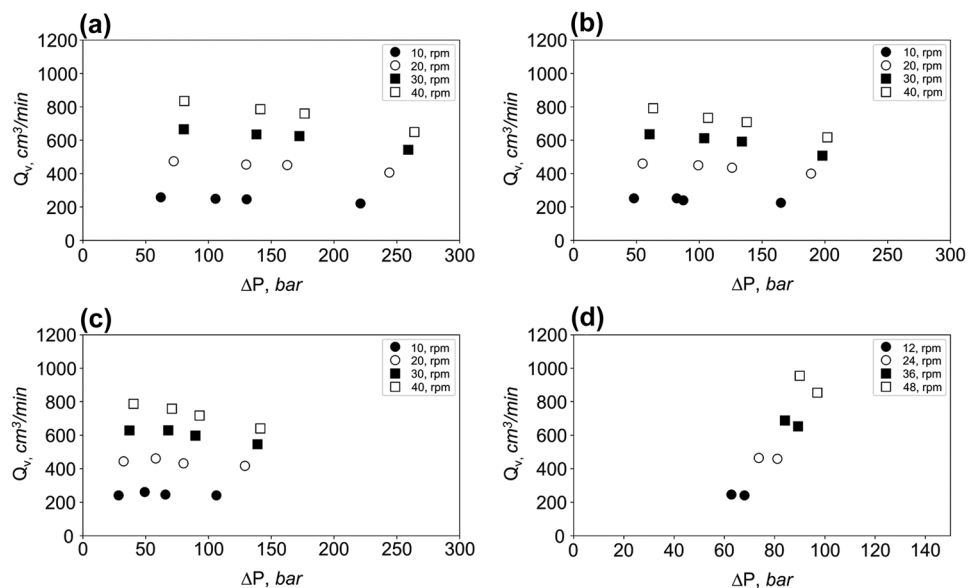 (a)
1200
1000
800
600
400
200
0
Qv, cm³/min
0 50 100 150 200 250 300
ΔP, bar
10, rpm
20, rpm
30, rpm
40, rpm
(b)
1200
1000
800
600
400
200
0
Qv, cm³/min
0 50 100 150 200 250 300
ΔP, bar
10, rpm
20, rpm
30, rpm
40, rpm
(c)
1200
1000
800
600
400
200
0
Qv, cm³/min
0 50 100 150 200 250 300
ΔP, bar
10, rpm
20, rpm
30, rpm
40, rpm
(d)
1200
1000
800
600
400
200
0
Qv, cm³/min
0 20 40 60 80 100 120 140
ΔP, bar
12, rpm
24, rpm
36, rpm
48, rpm